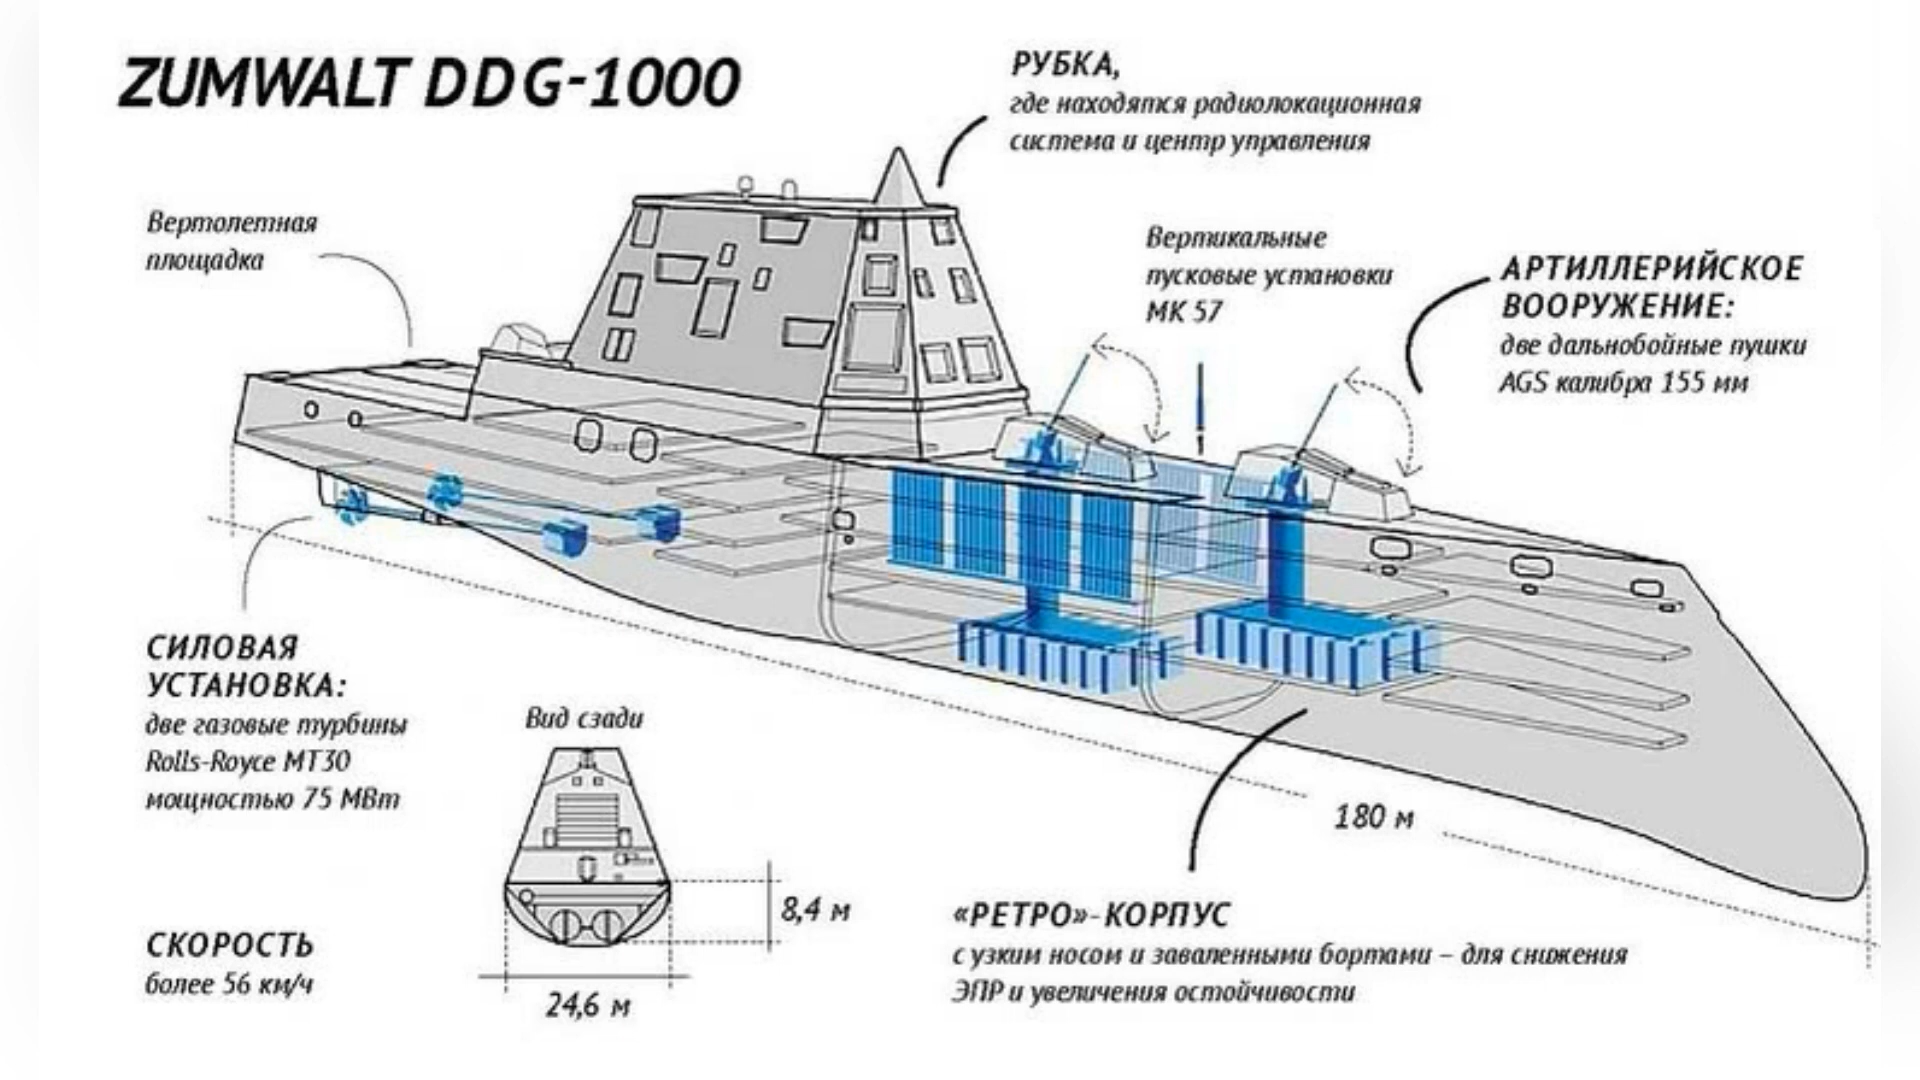 ZUMWALT DDG-1000
РУБКА,
где находятся радиолокационная
система и центр управления
Вертолетная
площадка
Вертикальные
пусковые установки
МК 57
АРТИЛЛЕРИЙСКОЕ
ВООРУЖЕНИЕ:
две дальнобойные пушки
AGS калибра 155 мм
СИЛОВАЯ
УСТАНОВКА:
две газовые турбины
Rolls-Royce MT30
мощностью 75 МВт
Вид сзади
180 м
8,4 м
24,6 м
СКОРОСТЬ
более 56 км/ч
«РЕТРО»-КОРПУС
с узким носом и заваленными бортами – для снижения
ЭПР и увеличения остойчивости